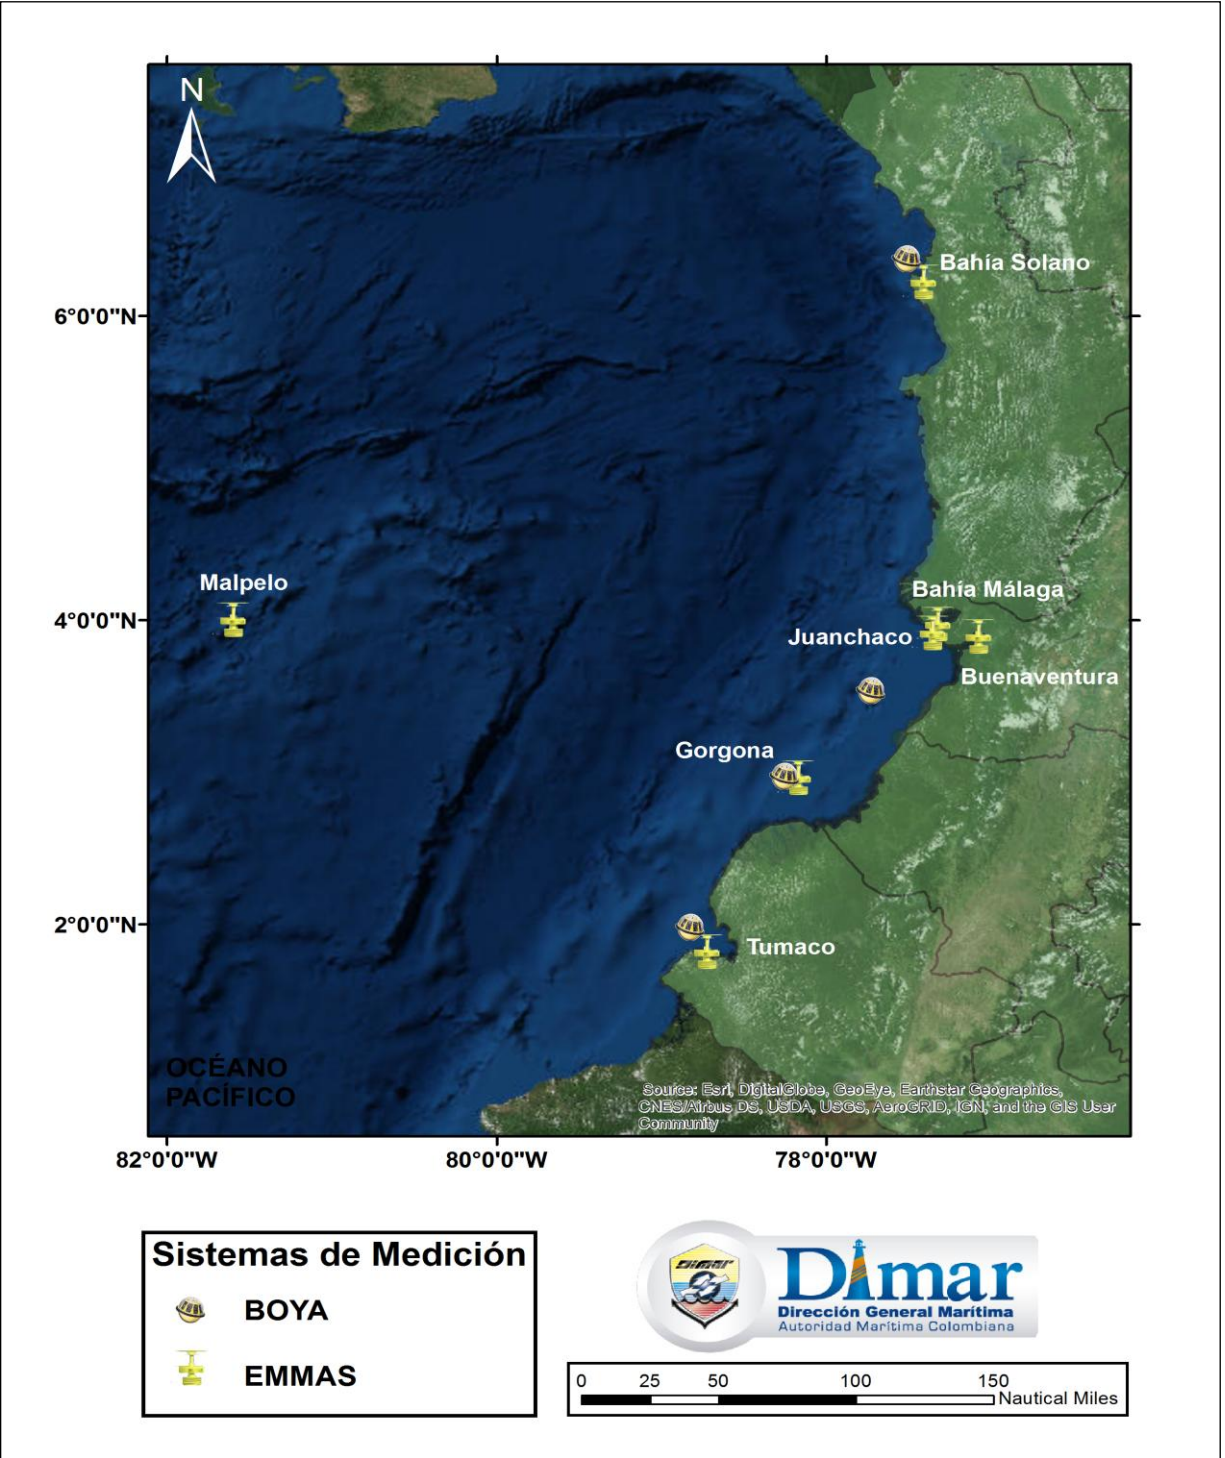 N
Bahía Solano
6°0'0"N
Malpelo
Bahía Málaga
4°0'0"N
Juanchaco
Buenaventura
Gorgona
2°0'0"N
Tumaco
OCÉANO
PACÍFICO
Source: Esri, DigitalGlobe, GeoEye, Earthstar Geographics,
CNES/Airbus DS, USDA, USGS, AeroGRID, IGN, and the GIS User
Community
82°0'0"W 80°0'0"W 78°0'0"W
Sistemas de Medición
BOYA
EMMAS
DIMAR
Dimar
Dirección General Marítima
Autoridad Marítima Colombiana
0 25 50 100 150
Nautical Miles